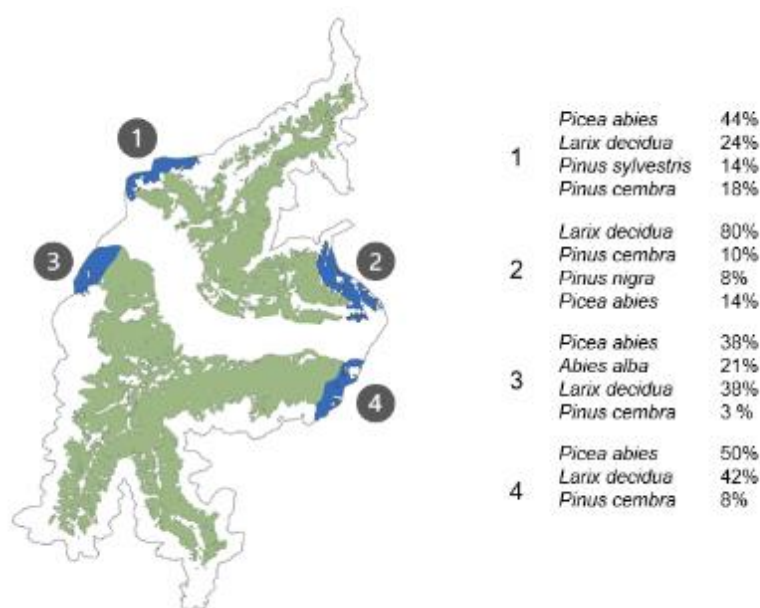 1
2
3
4
1
Picea abies 44%
Larix decidua 24%
Pinus sylvestris 14%
Pinus cembra 18%
2
Larix decidua 80%
Pinus cembra 10%
Pinus nigra 8%
Picea abies 14%
3
Picea abies 38%
Abies alba 21%
Larix decidua 38%
Pinus cembra 3 %
4
Picea abies 50%
Larix decidua 42%
Pinus cembra 8%